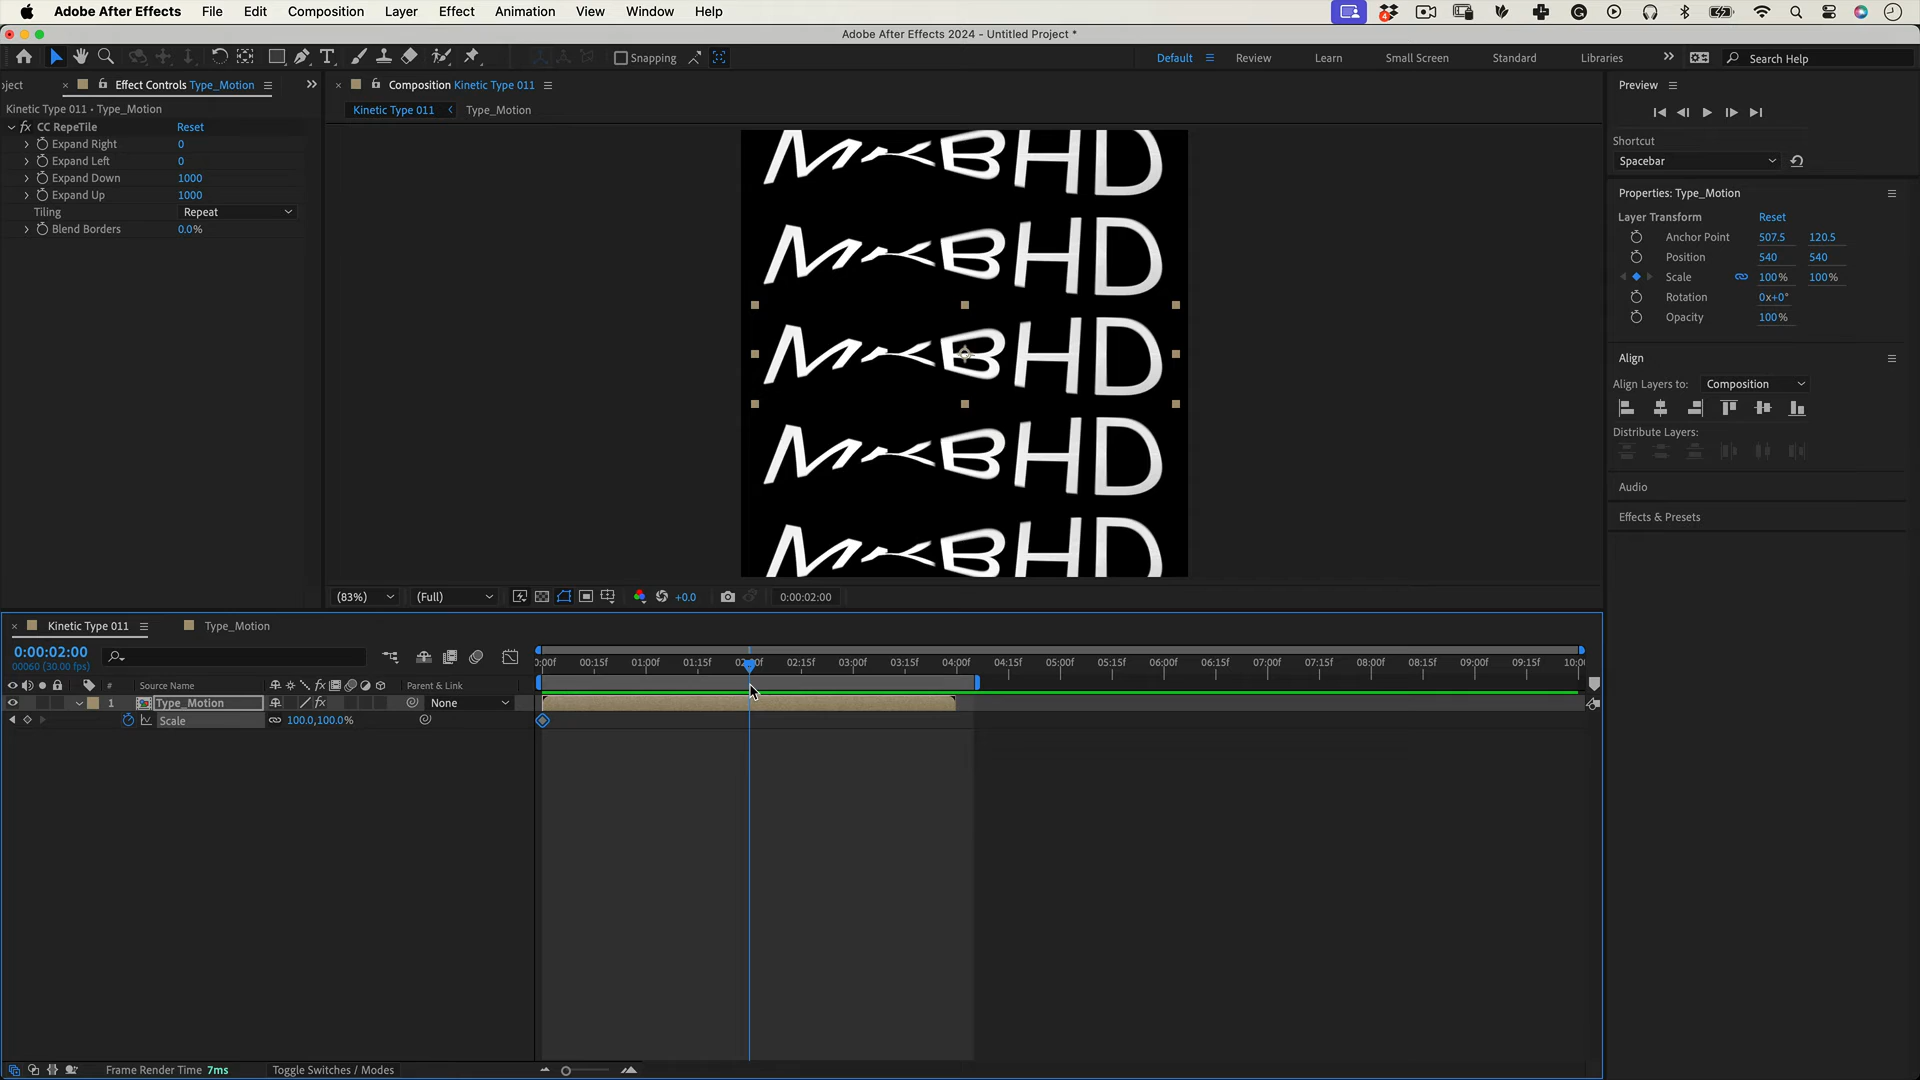 Adobe After Effects File Edit Composition Layer Effect Animation View Window Help
4
Adobe After Effects 2024 - Untitled Project *
Snapping
Default Review Learn Small Screen Standard Libraries
Search Help
oject
Effect Controls Type_Motion
Kinetic Type 011 • Type_Motion
fx CC RepeTile Reset
Expand Right 0
Expand Left 0
Expand Down 1000
Expand Up 1000
Tiling Repeat
Blend Borders 0.0%
Composition Kinetic Type 011
Kinetic Type 011 Type_Motion
MKBHD
MKBHD
MKBHD
MKBHD
MKBHD
(83%) (Full) +0.0 0:00:02:00
Preview
Shortcut
Spacebar
Properties: Type_Motion
Layer Transform Reset
Anchor Point 507.5 120.5
Position 540 540
Scale 100% 100%
Rotation 0x+0°
Opacity 100%
Align
Align Layers to: Composition
Distribute Layers:
Audio
Effects & Presets
Kinetic Type 011 Type_Motion
0:00:02:00
00060 (30.00 fps)
0:00f 00:15f 01:00f 01:15f 02:00f 02:15f 03:00f 03:15f 04:00f 04:15f 05:00f 05:15f 06:00f 06:15f 07:00f 07:15f 08:00f 08:15f 09:00f 09:15f 10:00
# Source Name fx Parent & Link
1 Type_Motion fx None
Scale 100.0,100.0%
Frame Render Time 7ms Toggle Switches / Modes